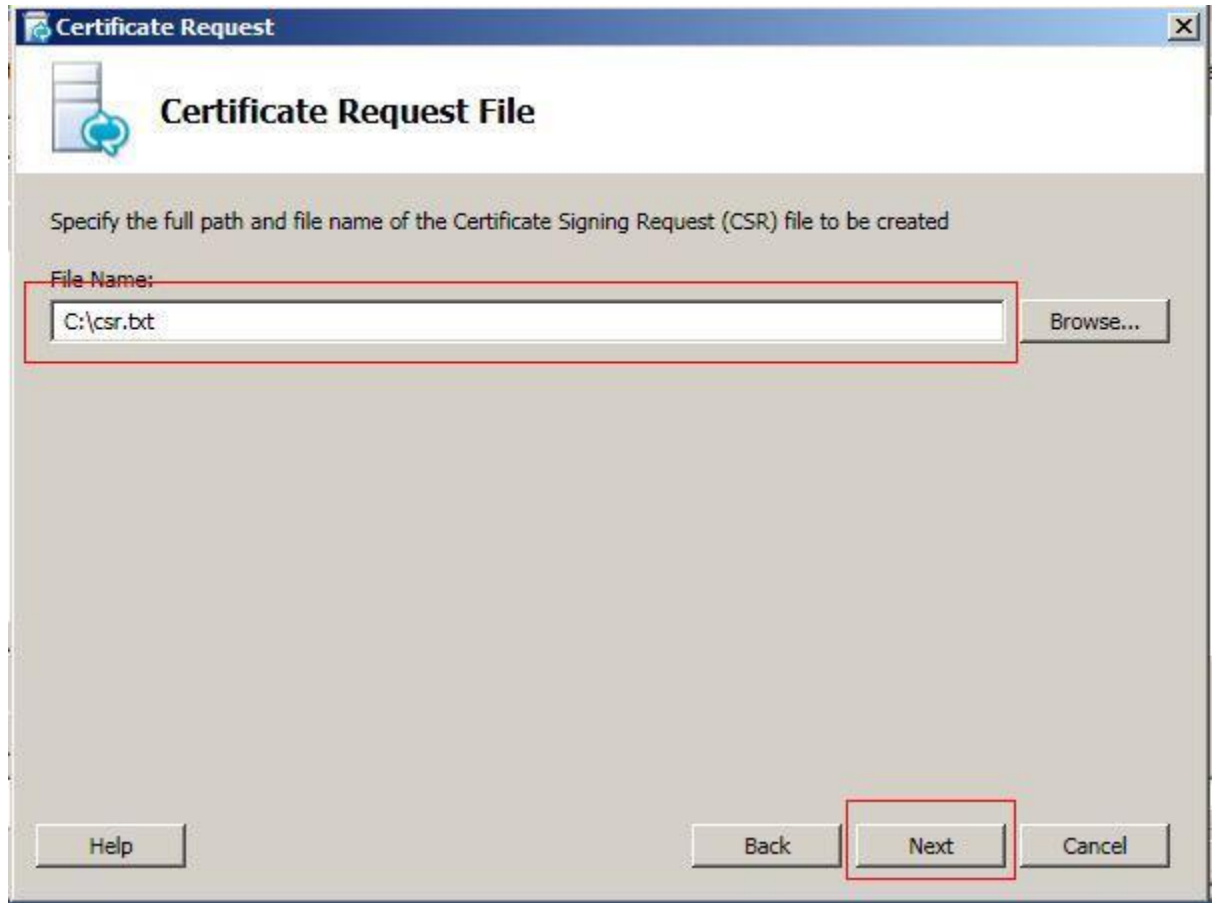 Certificate Request
Certificate Request File
Specify the full path and file name of the Certificate Signing Request (CSR) file to be created
File Name:
C:\csr.txt
Browse...
Help
Back
Next
Cancel